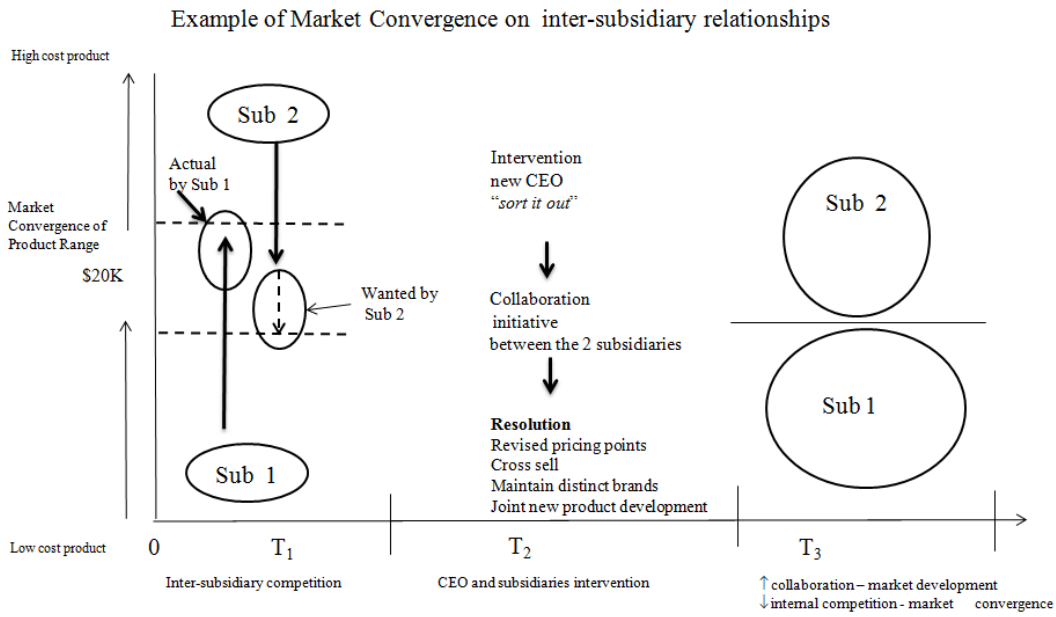 Example of Market Convergence on inter-subsidiary relationships
High cost product
Sub 2
Actual
by Sub 1
Market
Convergence of
Product Range
$20K
Wanted by
Sub 2
Sub 1
Low cost product
0
T1
Inter-subsidiary competition
Intervention
new CEO
“sort it out”
Collaboration
initiative
between the 2 subsidiaries
Resolution
Revised pricing points
Cross sell
Maintain distinct brands
Joint new product development
T2
CEO and subsidiaries intervention
Sub 2
Sub 1
T3
↑collaboration – market development
↓internal competition - market convergence